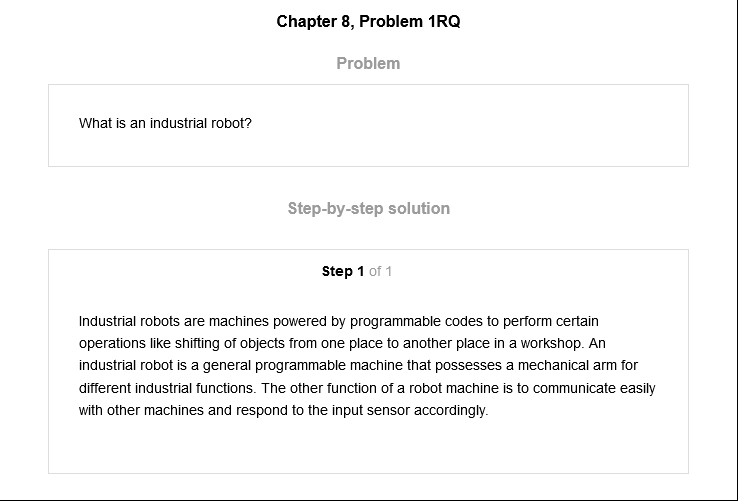 Chapter 8, Problem 1RQ
Problem
What is an industrial robot?
Step-by-step solution
Step 1 of 1
Industrial robots are machines powered by programmable codes to perform certain
operations like shifting of objects from one place to another place in a workshop. An
industrial robot is a general programmable machine that possesses a mechanical arm for
different industrial functions. The other function of a robot machine is to communicate easily
with other machines and respond to the input sensor accordingly.